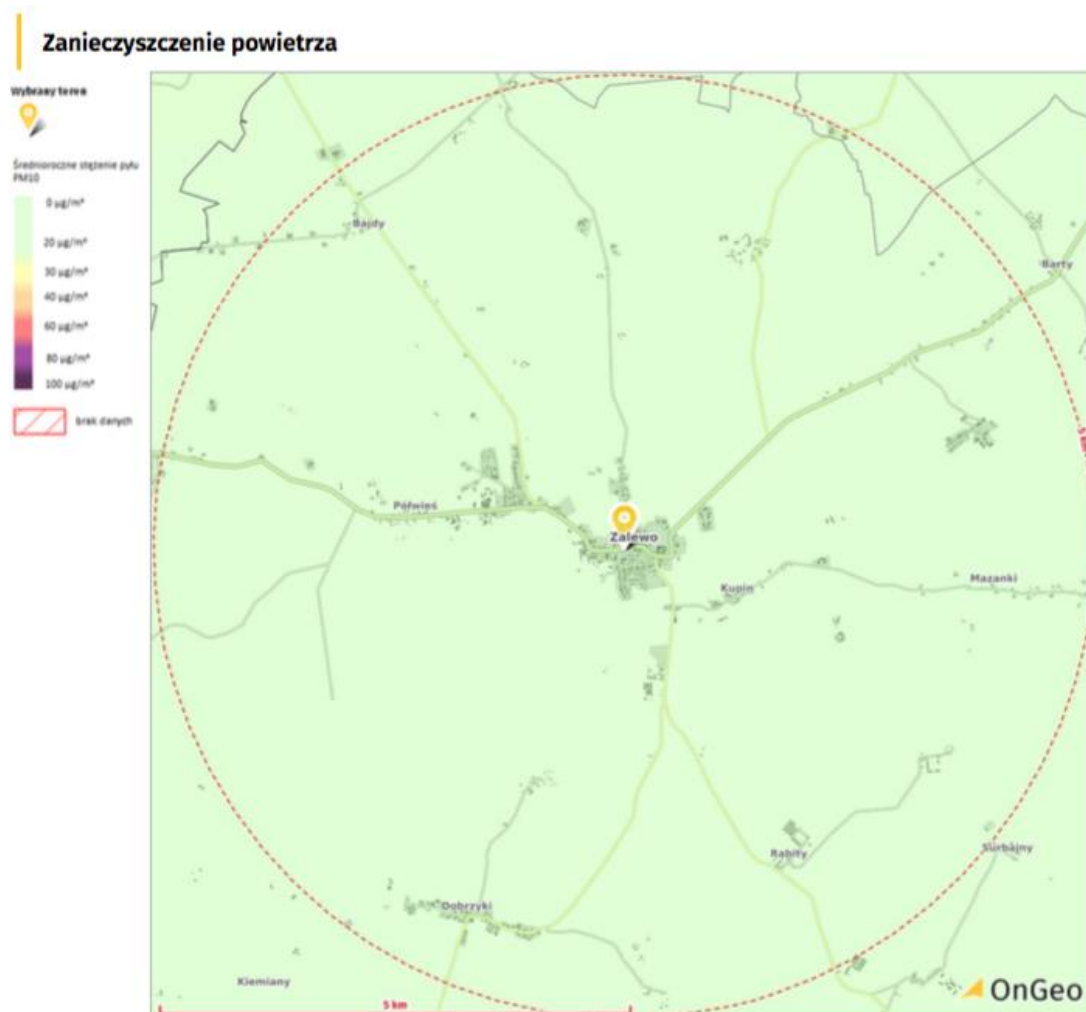 Zanieczyszczenie powietrza
Wybrany teren
Średnioroczne stężenie pyłu
PM10
0 µg/m³
20 µg/m³
30 µg/m³
40 µg/m³
60 µg/m³
80 µg/m³
100 µg/m³
brak danych
Bajdy
Barty
5 km
Półwieś
Zalewo
Kupin
Mazanki
Rabity
Surbajny
Dobrzyki
Kiemiany
5 km
OnGeo